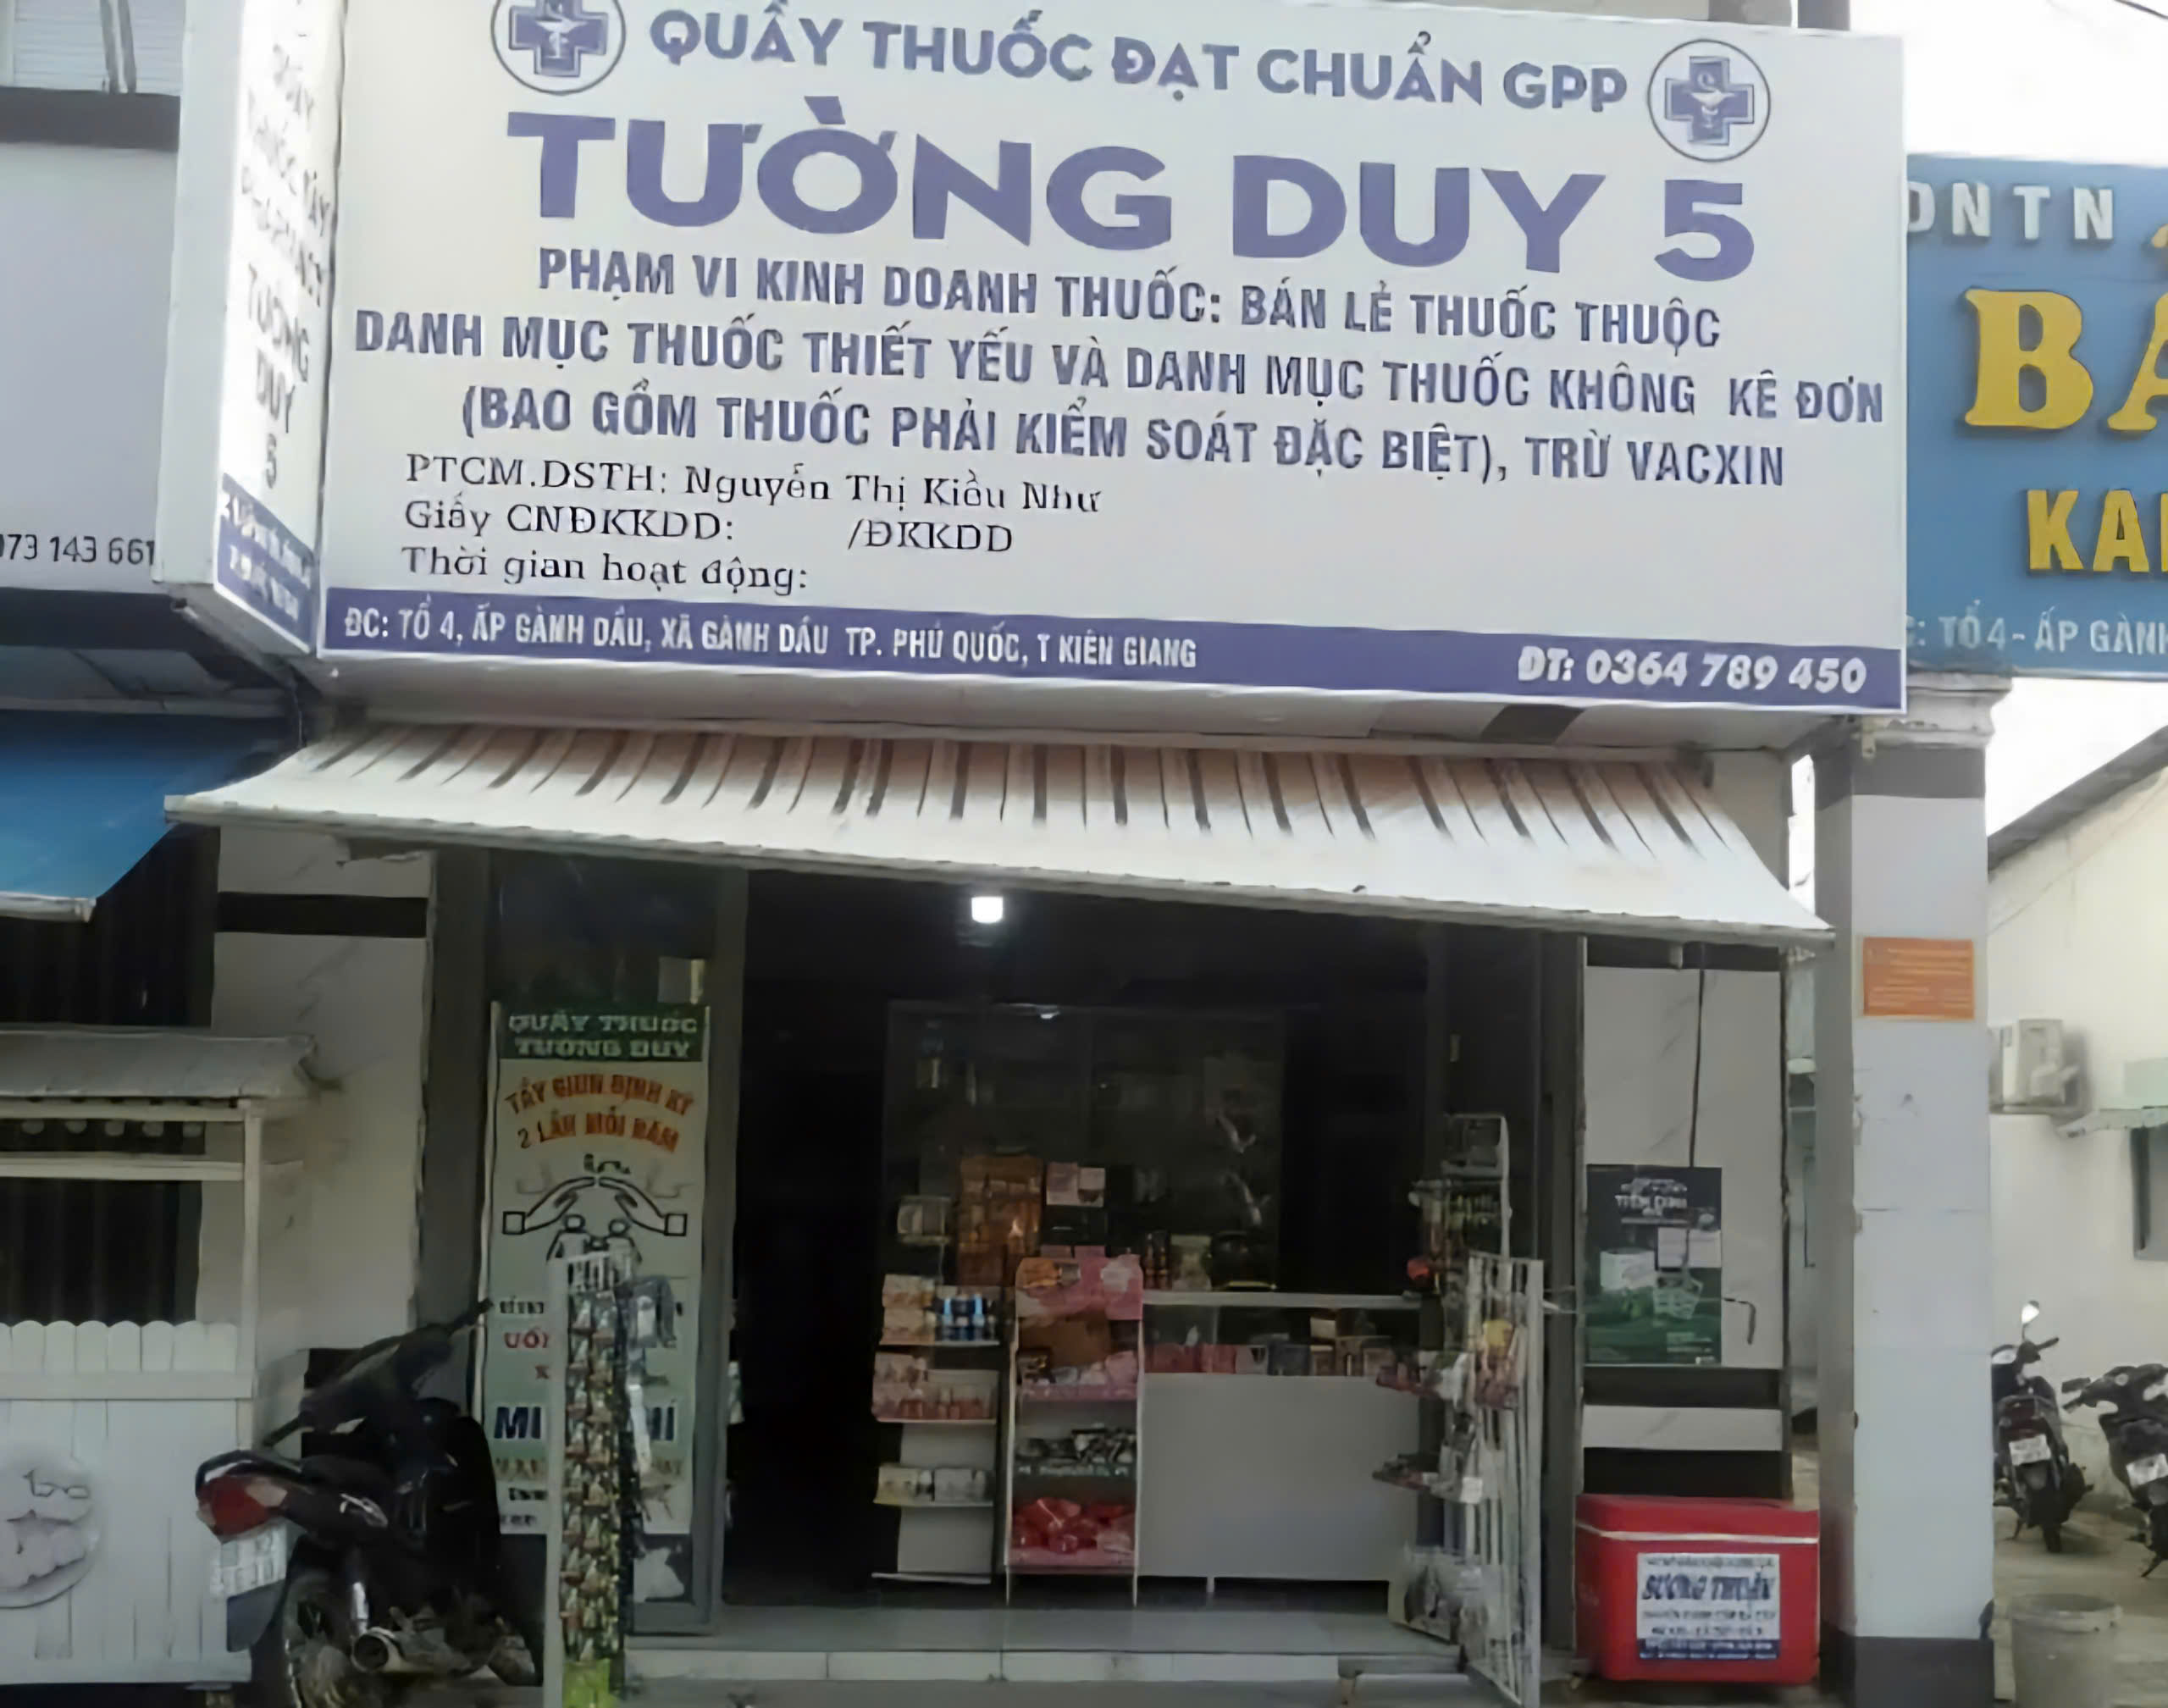 QUẦY THUỐC ĐẠT CHUẨN GPP
TƯỜNG DUY 5
PHẠM VI KINH DOANH THUỐC: BÁN LẺ THUỐC THUỘC
DANH MỤC THUỐC THIẾT YẾU VÀ DANH MỤC THUỐC KHÔNG KÊ ĐƠN
(BAO GỒM THUỐC PHẢI KIỂM SOÁT ĐẶC BIỆT), TRỪ VACXIN
PTCM.DSTH: Nguyễn Thị Kiều Như
Giấy CNĐKKDD: /ĐKKDD
Thời gian hoạt động:
ĐC: TỔ 4, ẤP GÀNH DẦU, XÃ GÀNH DẦU TP. PHÚ QUỐC, T KIÊN GIANG
ĐT: 0364 789 450
TƯỜNG
DUY
5
73 143 661
DNTN
BÁ
KA
: TỔ 4 - ẤP GÀNH
QUẦY THUỐC
TƯỜNG DUY
TẨY GIUN ĐỊNH KỲ
2 LẦN MỖI NĂM